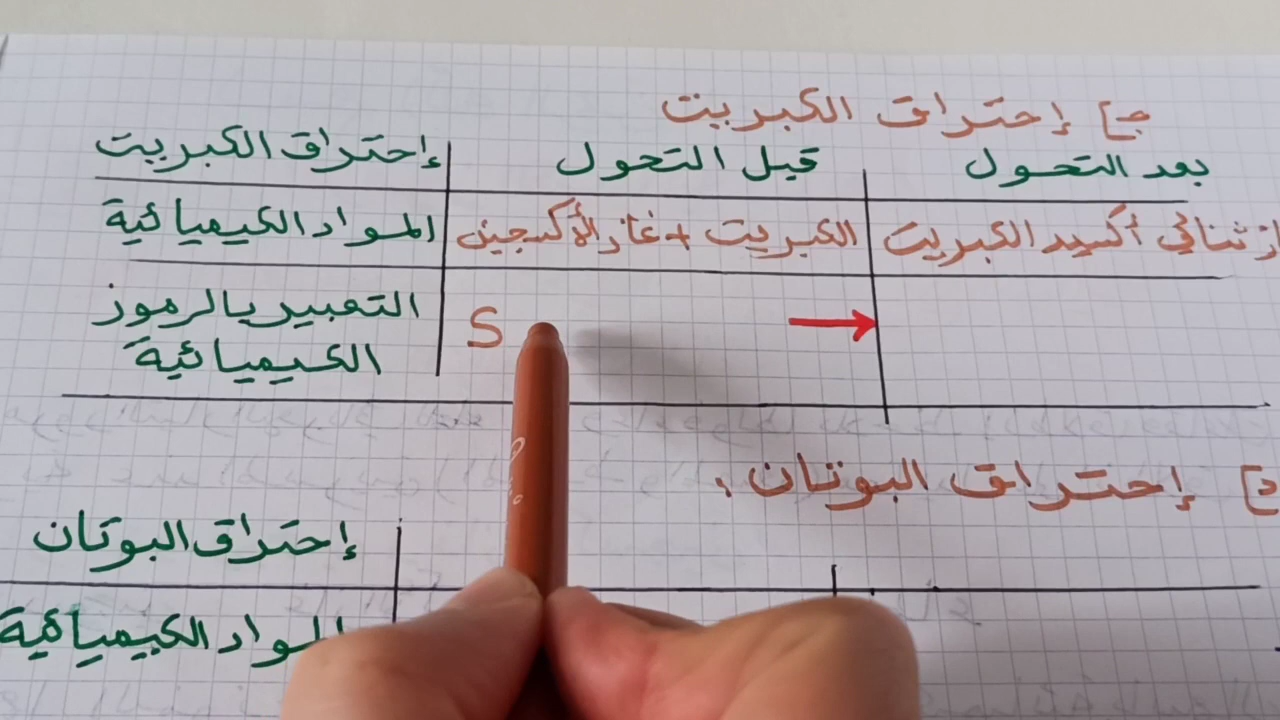 ج] إحتراق الكبريت
إحتراق الكبريت قبل التحول بعد التحول
المواد الكيميائية الكبريت + غاز الأكسجين ثنائي أكسيد الكبريت
التعبير بالرموز
الكيميائية
S →
د] إحتراق البوتان .
إحتراق البوتان
المواد الكيميائية